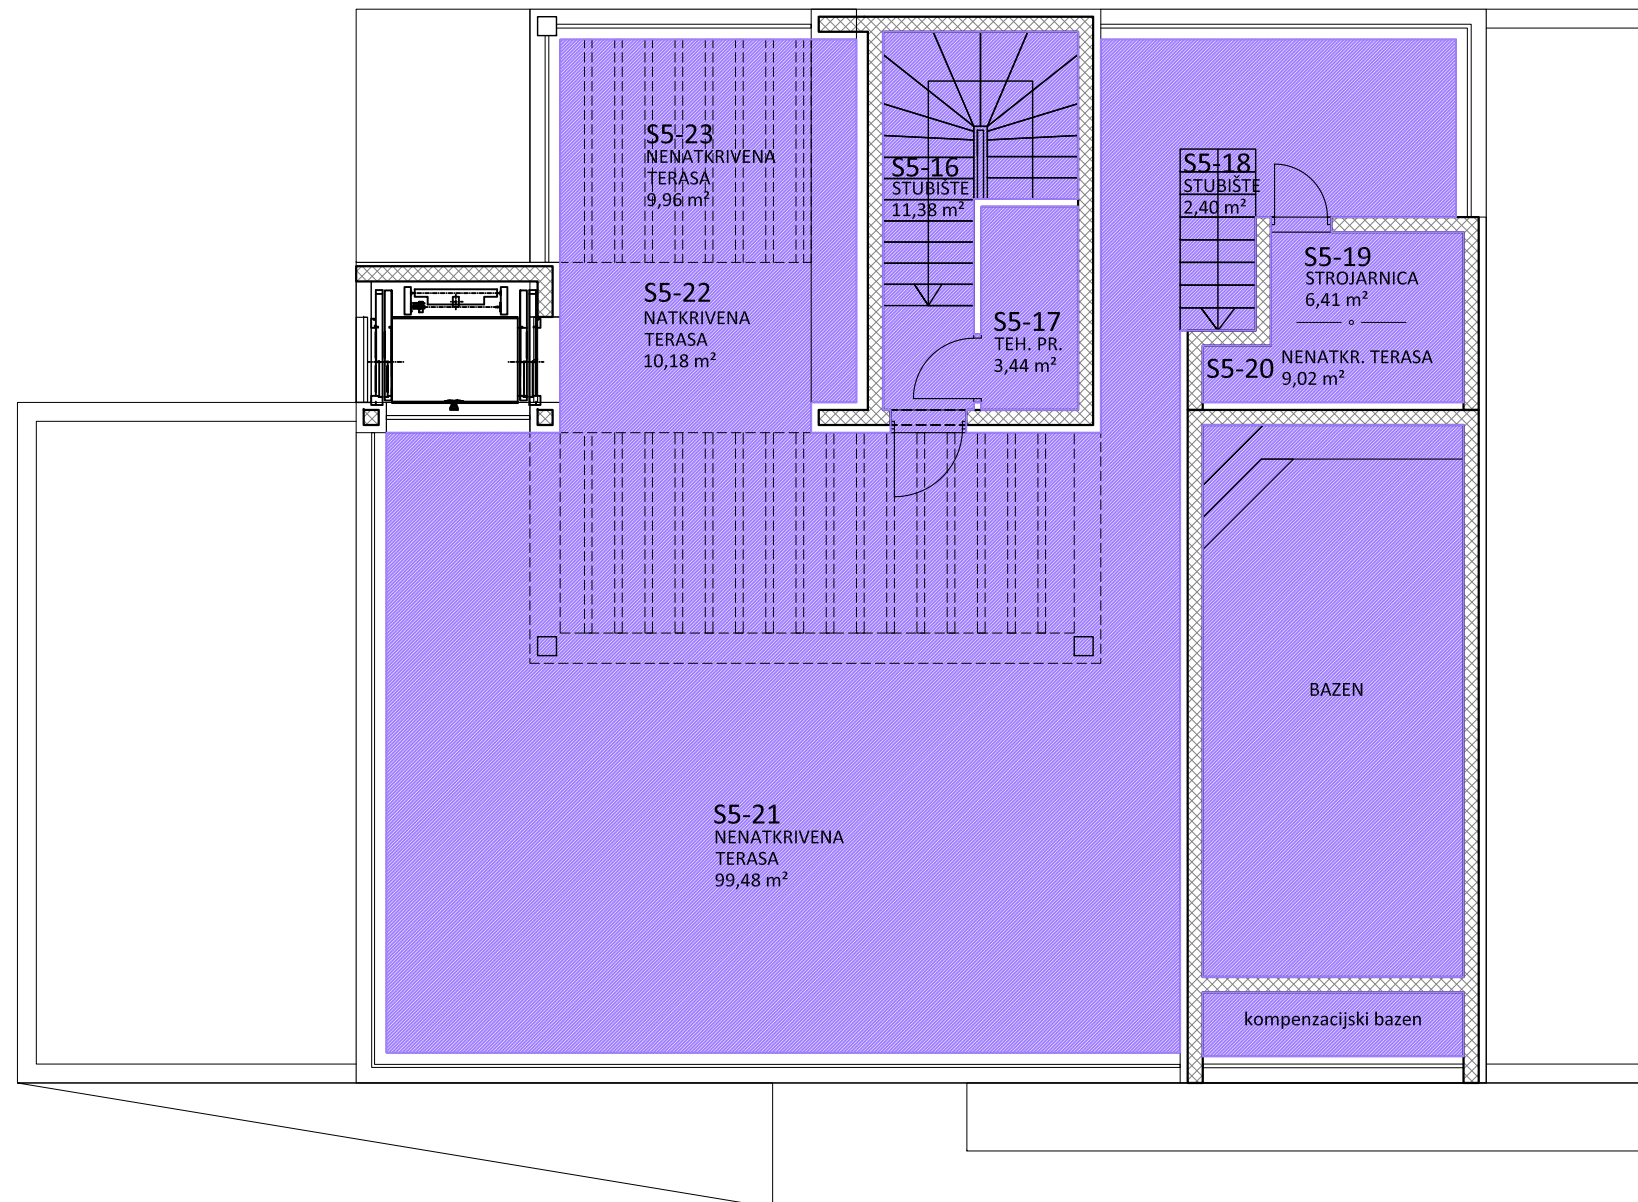 S5-23
NENATKRIVENA
TERASA
9,96 m²
S5-16
STUBIŠTE
11,38 m²
S5-18
STUBIŠTE
2,40 m²
S5-19
STROJARNICA
6,41 m²
S5-22
NATKRIVENA
TERASA
10,18 m²
S5-17
TEH. PR.
3,44 m²
S5-20 NENATKR. TERASA
9,02 m²
BAZEN
S5-21
NENATKRIVENA
TERASA
99,48 m²
kompenzacijski bazen